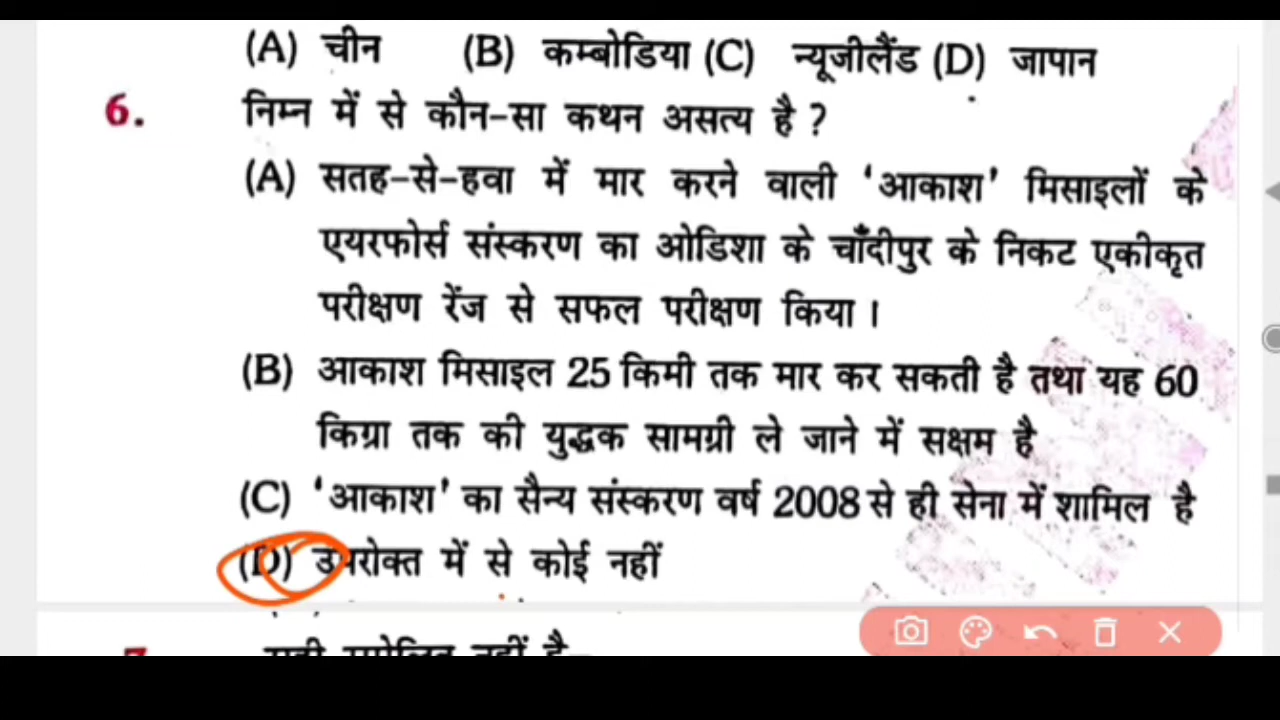 (A) चीन (B) कम्बोडिया (C) न्यूजीलैंड (D) जापान
6. निम्न में से कौन-सा कथन असत्य है ?
(A) सतह-से-हवा में मार करने वाली ‘आकाश’ मिसाइलों के
एयरफोर्स संस्करण का ओडिशा के चाँदीपुर के निकट एकीकृत
परीक्षण रेंज से सफल परीक्षण किया ।
(B) आकाश मिसाइल 25 किमी तक मार कर सकती है तथा यह 60
किग्रा तक की युद्धक सामग्री ले जाने में सक्षम है
(C) ‘आकाश’ का सैन्य संस्करण वर्ष 2008 से ही सेना में शामिल है
(D) उपरोक्त में से कोई नहीं